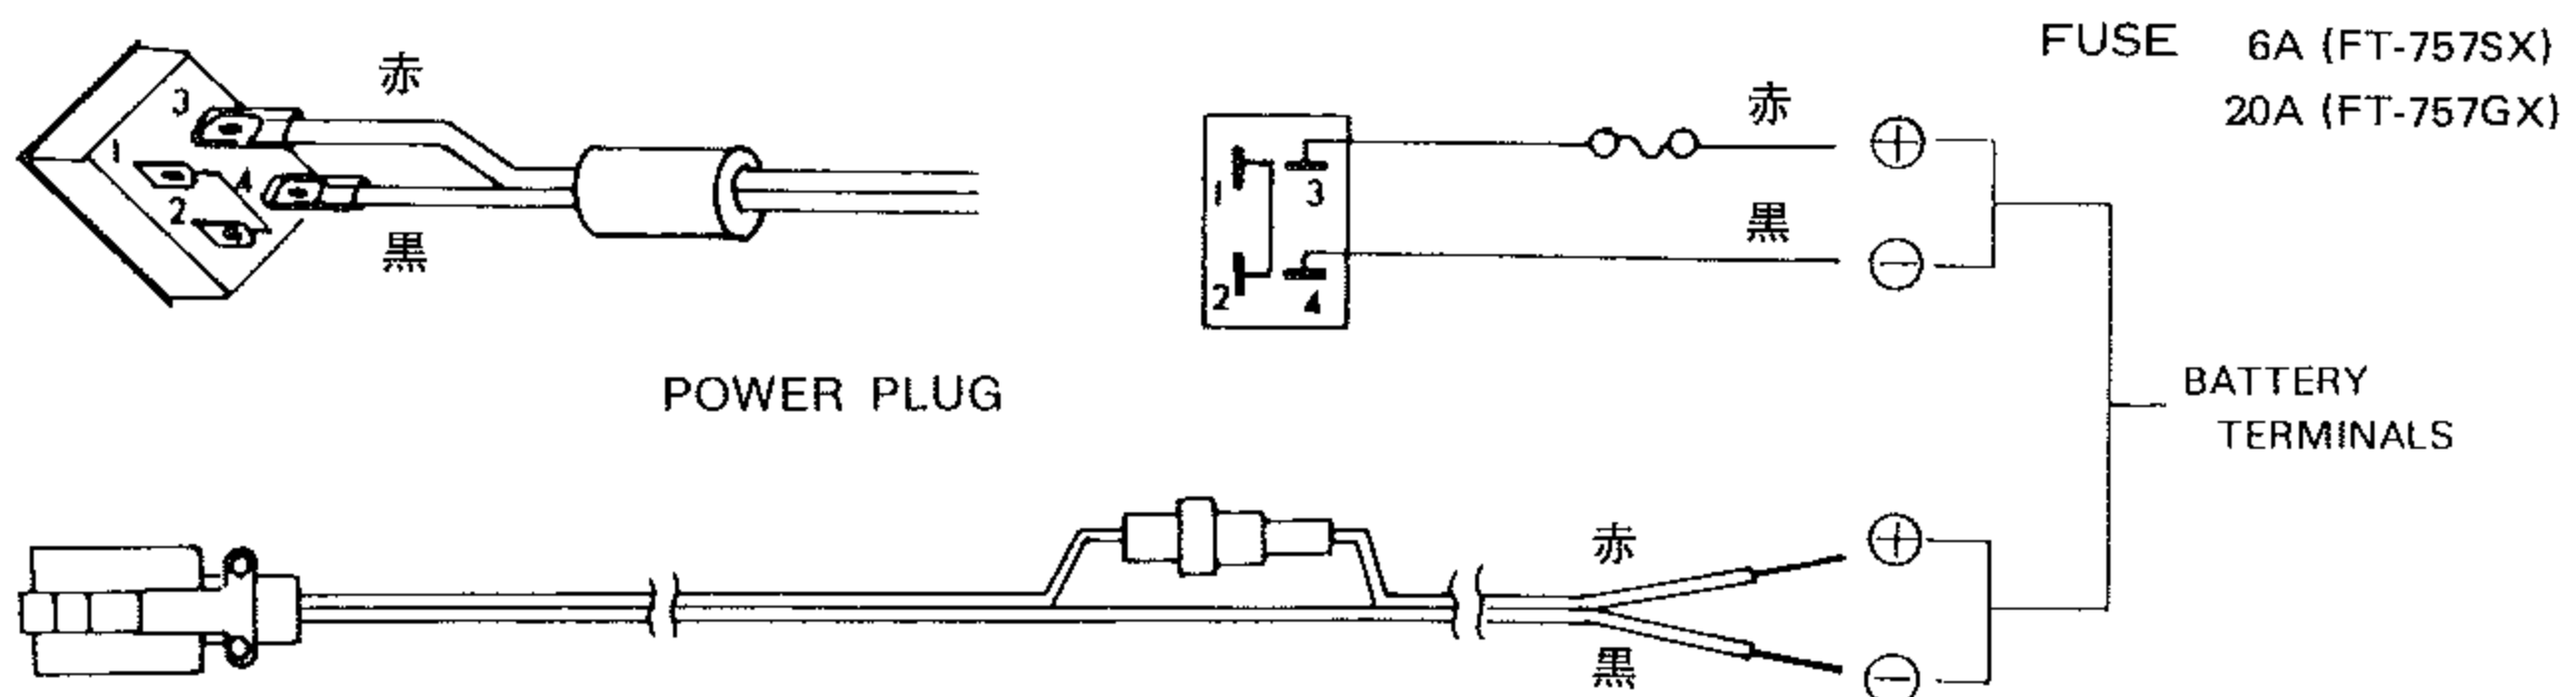 FUSE 6A (FT-757SX)
20A (FT-757GX)
赤
3
1
4
2
黒
赤
1
3
黒
2
4
⊕
⊖
POWER PLUG
BATTERY
TERMINALS
赤
⊕
黒
⊖